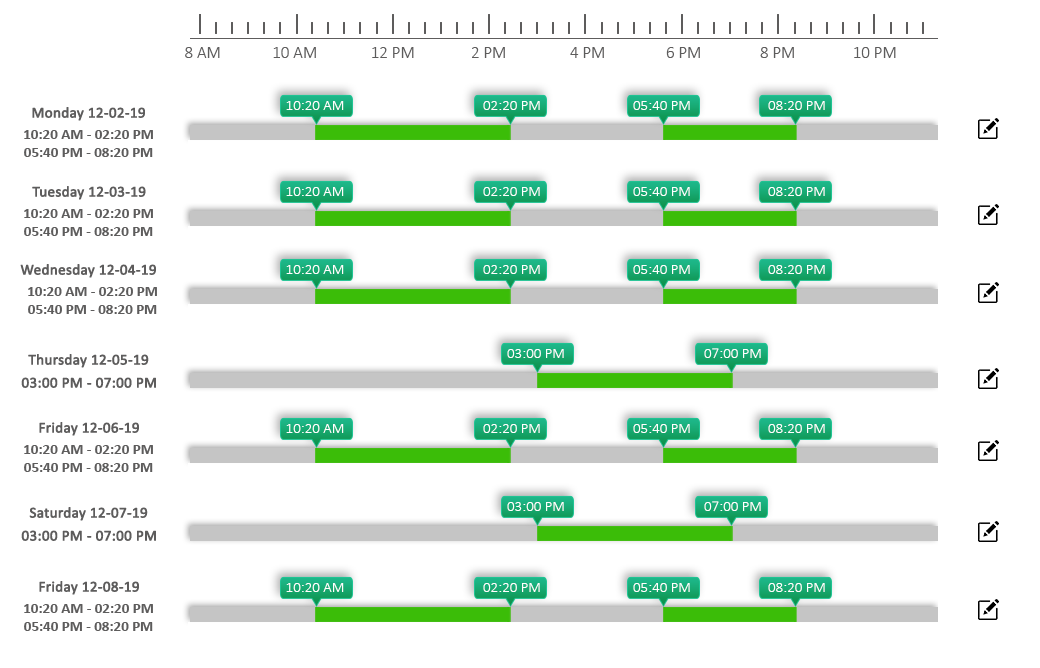 8 AM 10 AM 12 PM 2 PM 4 PM 6 PM 8 PM 10 PM
Monday 12-02-19
10:20 AM - 02:20 PM
05:40 PM - 08:20 PM
10:20 AM 02:20 PM 05:40 PM 08:20 PM
Tuesday 12-03-19
10:20 AM - 02:20 PM
05:40 PM - 08:20 PM
10:20 AM 02:20 PM 05:40 PM 08:20 PM
Wednesday 12-04-19
10:20 AM - 02:20 PM
05:40 PM - 08:20 PM
10:20 AM 02:20 PM 05:40 PM 08:20 PM
Thursday 12-05-19
03:00 PM - 07:00 PM
03:00 PM 07:00 PM
Friday 12-06-19
10:20 AM - 02:20 PM
05:40 PM - 08:20 PM
10:20 AM 02:20 PM 05:40 PM 08:20 PM
Saturday 12-07-19
03:00 PM - 07:00 PM
03:00 PM 07:00 PM
Friday 12-08-19
10:20 AM - 02:20 PM
05:40 PM - 08:20 PM
10:20 AM 02:20 PM 05:40 PM 08:20 PM